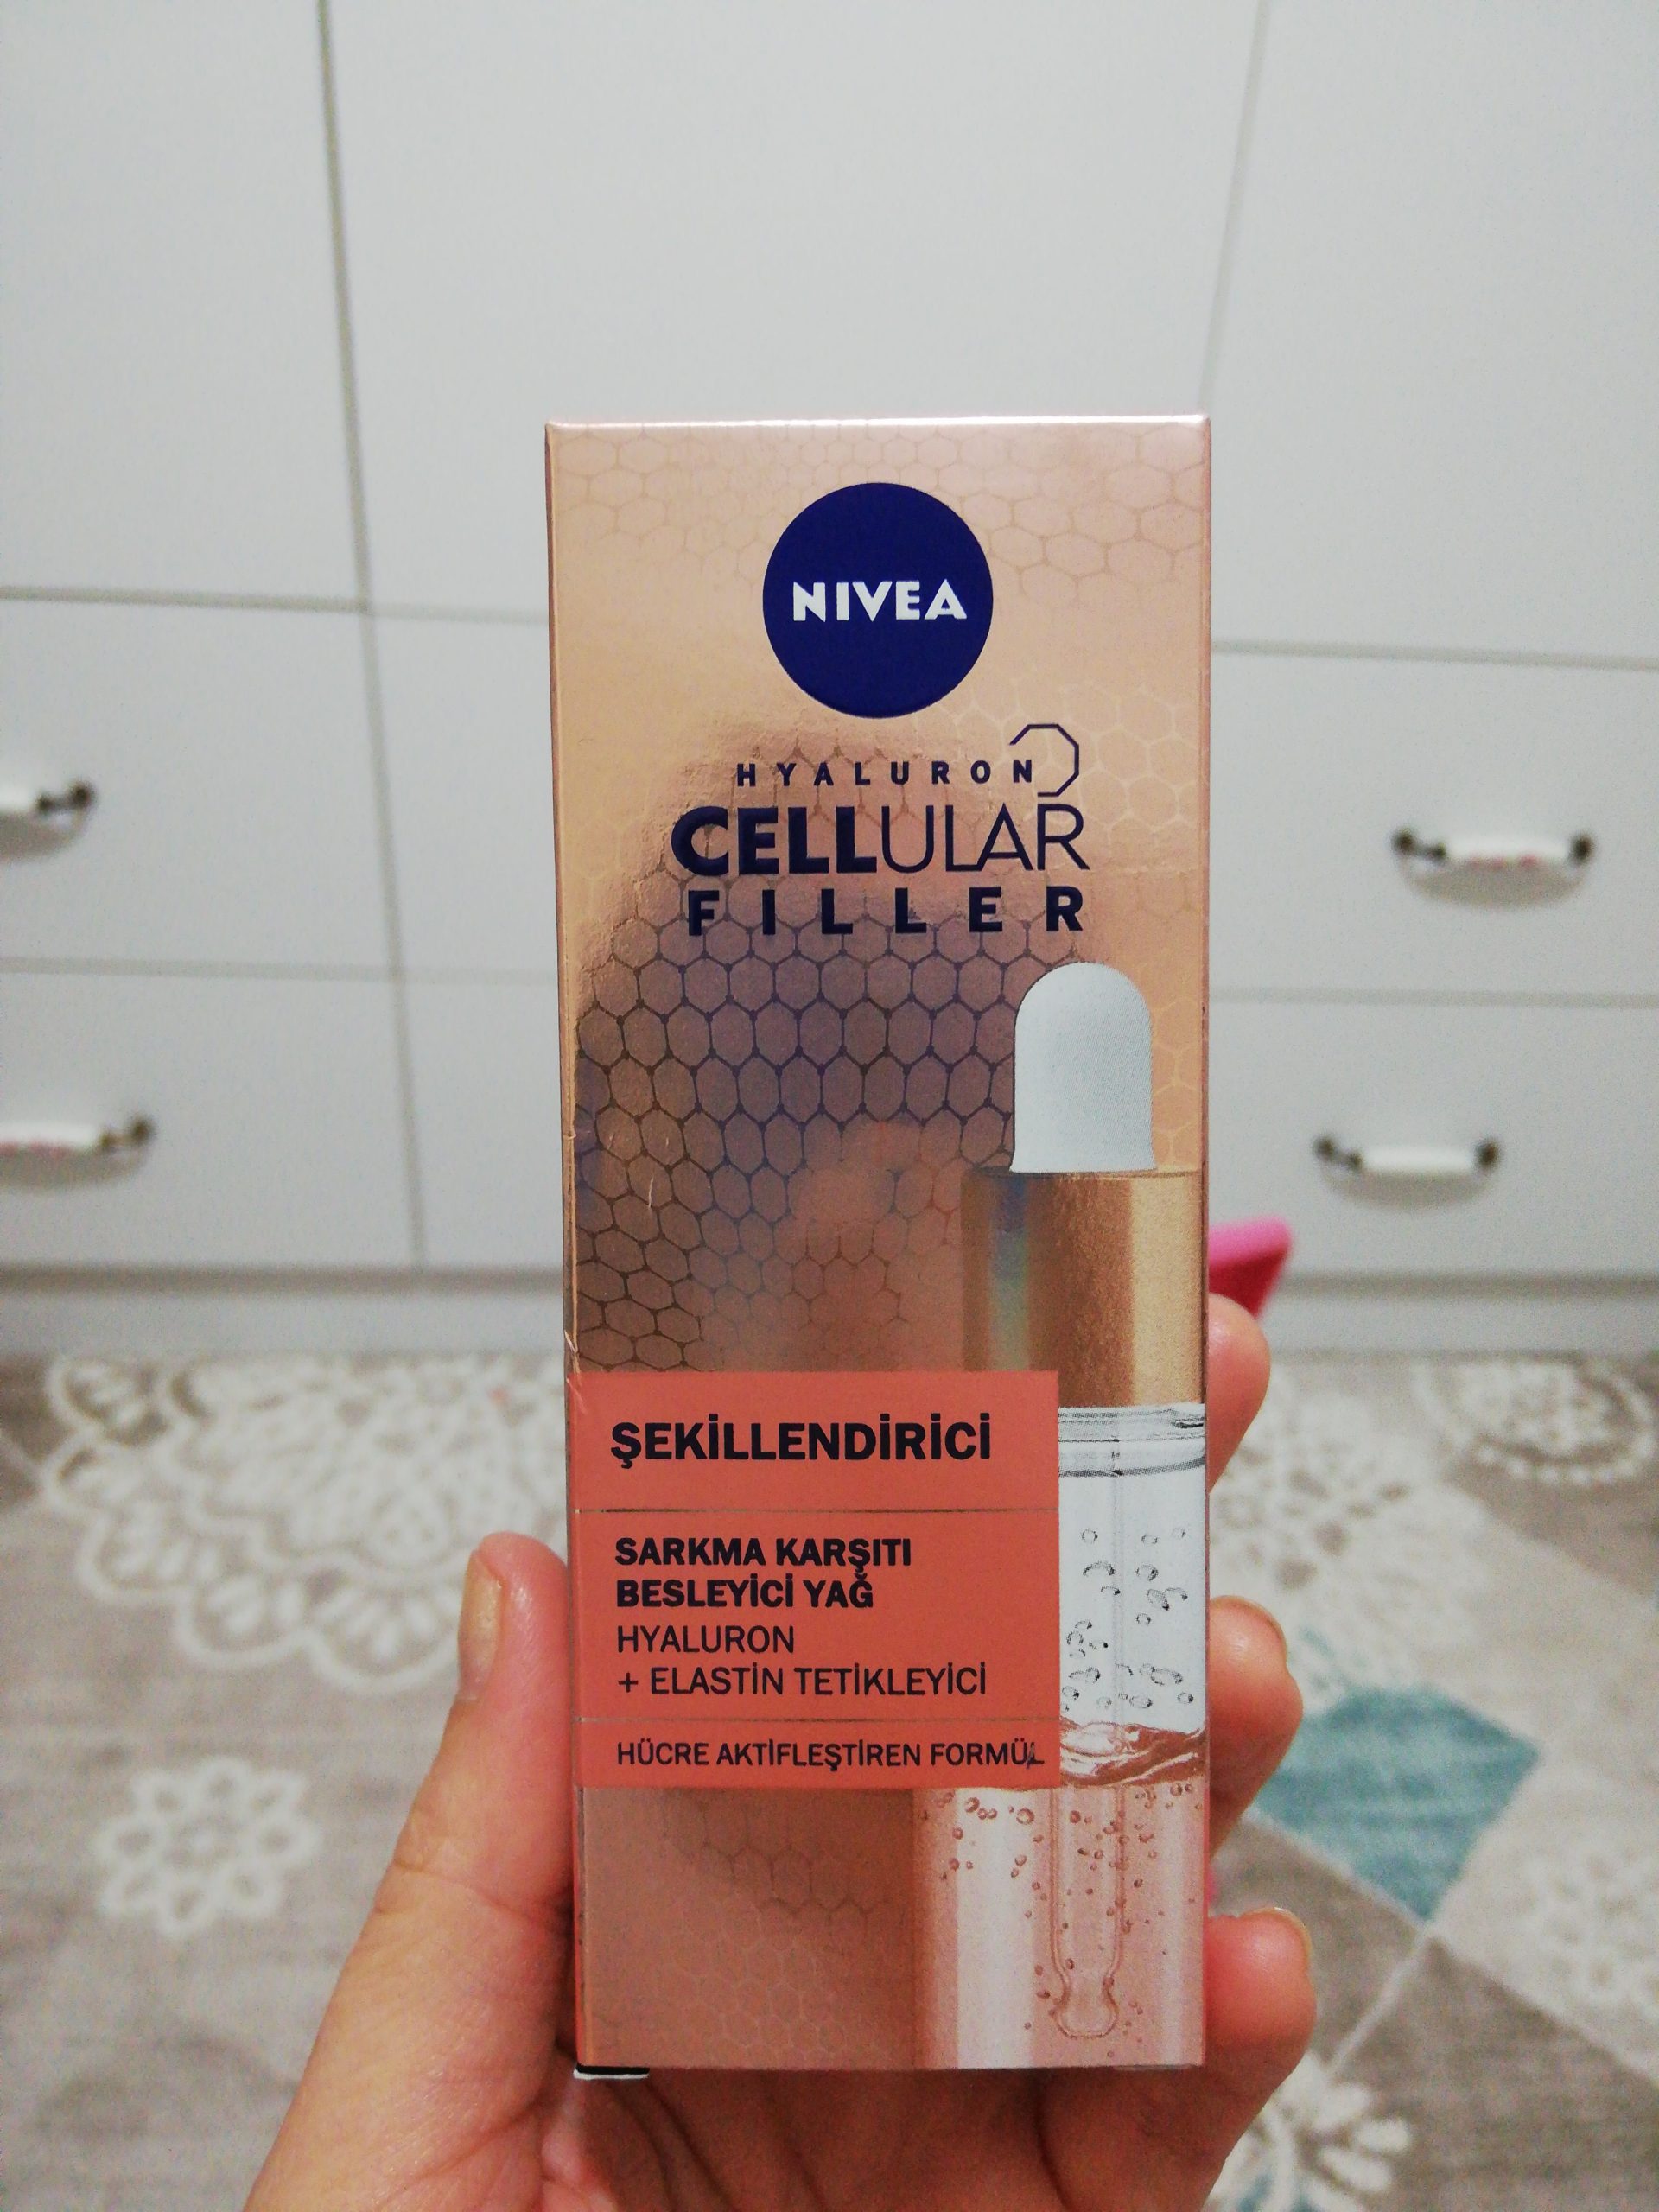 NIVEA
HYALURON
CELLULAR
FILLER
ŞEKİLLENDİRİCİ
SARKMA KARŞITI
BESLEYİCİ YAĞ
HYALURON
+ ELASTİN TETİKLEYİCİ
HÜCRE AKTİFLEŞTİREN FORMÜL